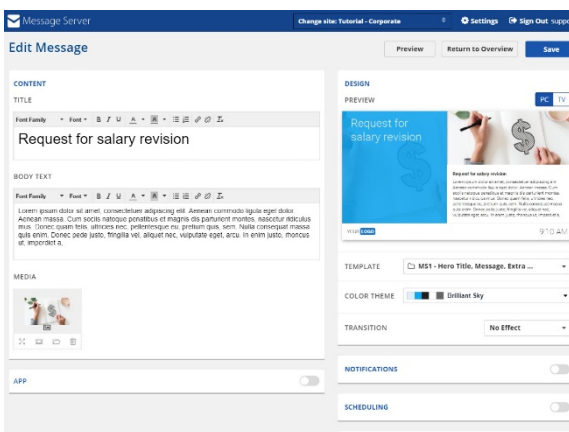 Message Server
Change site: Tutorial - Corporate
Settings
Sign Out
Edit Message
Preview
Return to Overview
Save
CONTENT
TITLE
Font Family
Font
B I U A A
Request for salary revision
BODY TEXT
Font Family
Font
B I U A A
Lorem ipsum dolor sit amet, consectetuer adipiscing elit. Aenean commodo ligula eget dolor
Aenean massa. Cum sociis natoque penatibus et magnis dis parturient montes, nascetur ridiculus
mus. Donec quam felis, ultricies nec, pellentesque eu, pretium quis, sem. Nulla consequat massa
quis enim. Donec pede justo, fringilla vel, aliquet nec, vulputate eget, arcu. In enim justo, rhoncus
ut, imperdiet a,
MEDIA
APP
DESIGN
PREVIEW
PC
TV
Request for
salary revision
Request for salary revision
YOUR LOGO
9:10 AM
TEMPLATE
MS1 - Hero Title, Message, Extra ...
COLOR THEME
Brilliant Sky
TRANSITION
No Effect
NOTIFICATIONS
SCHEDULING